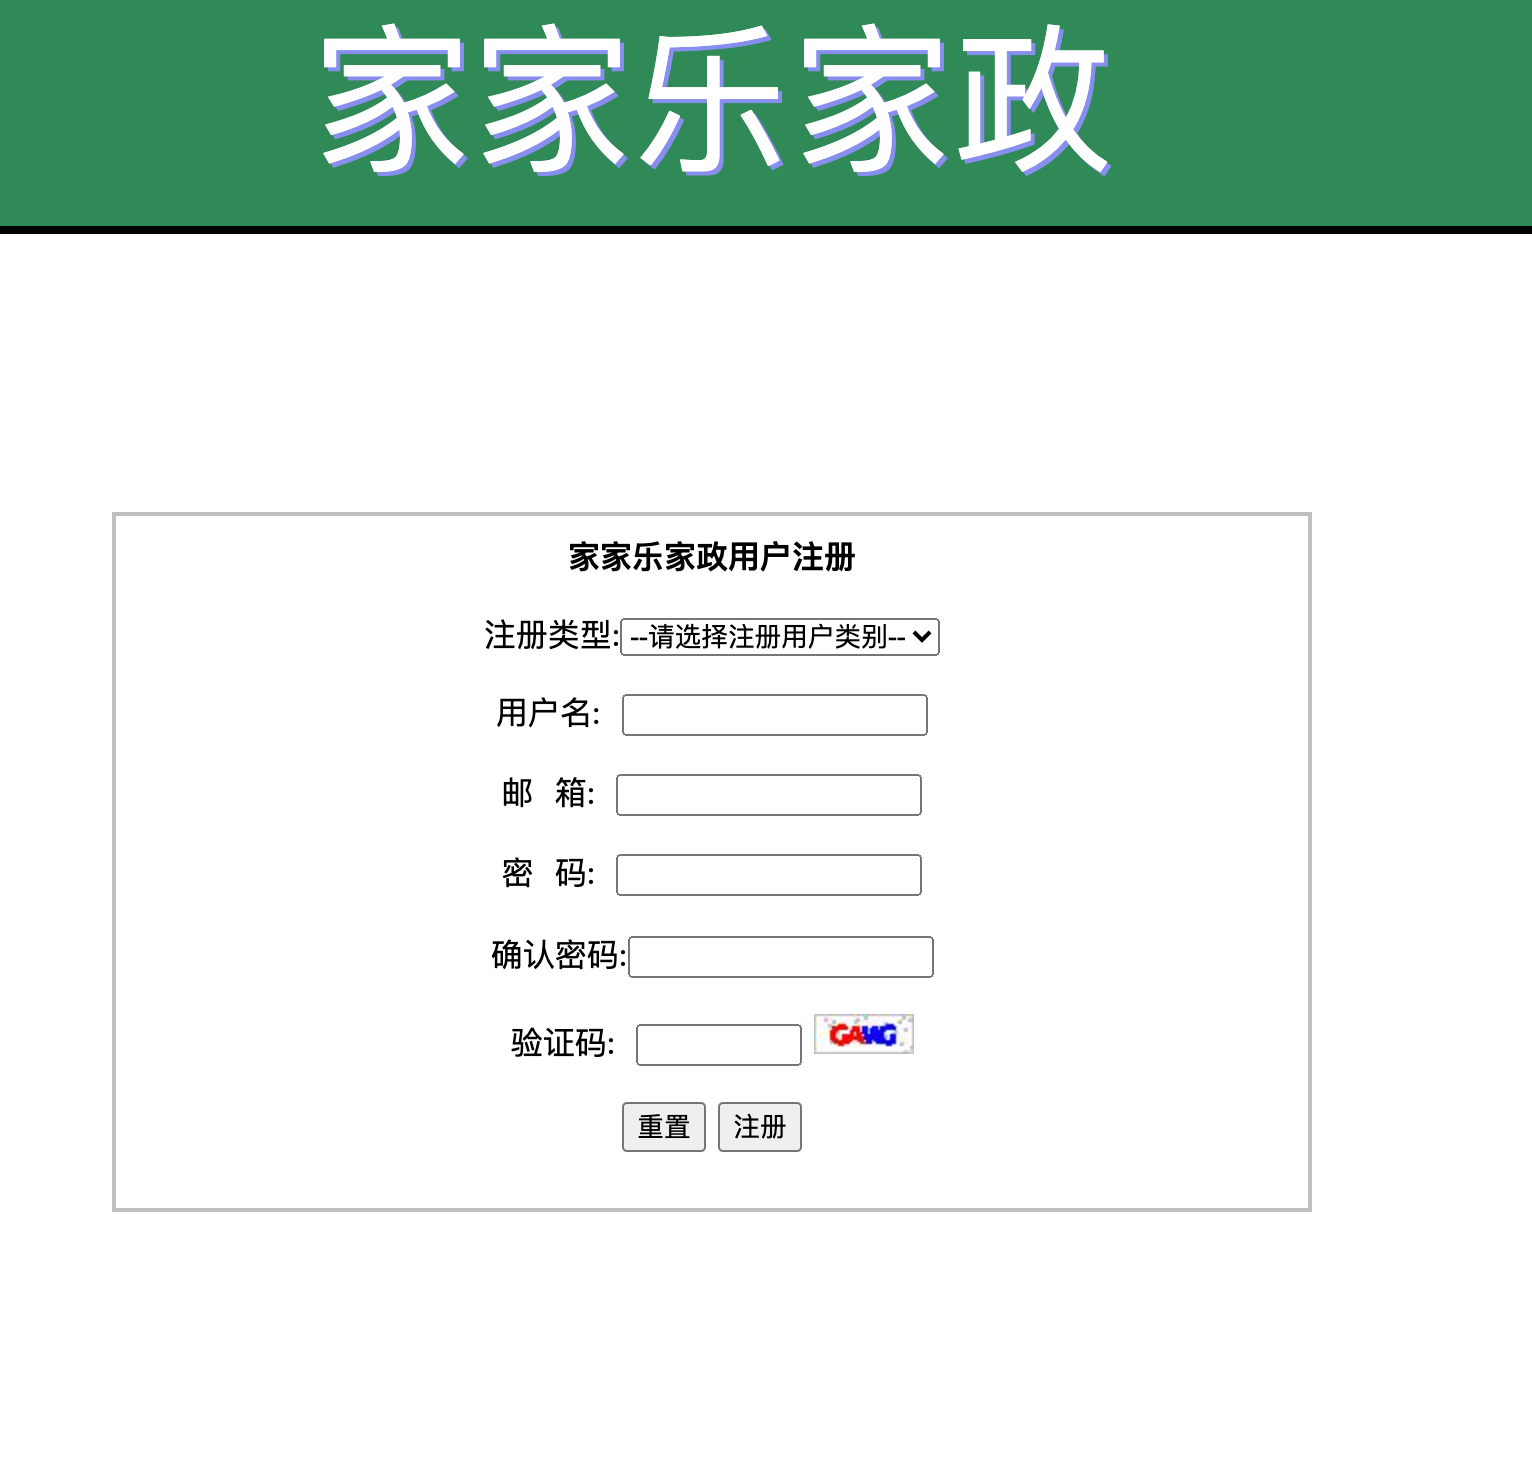 家家乐家政
家家乐家政用户注册
注册类型:--请选择注册用户类别--
用户名:
邮 箱:
密 码:
确认密码:
验证码: GAWG
重置 注册